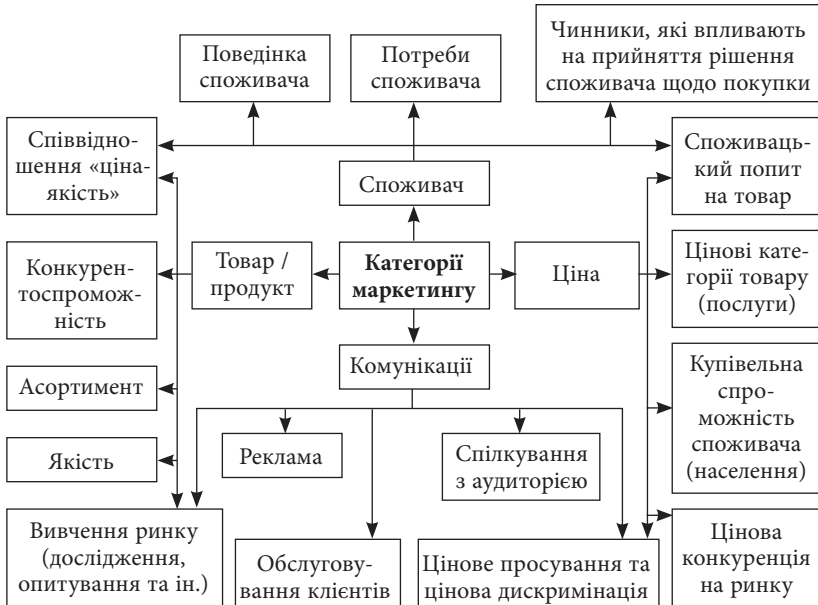 Поведінка
споживача
Потреби
споживача
Чинники, які впливають
на прийняття рішення
споживача щодо покупки
Співвідно-
шення «ціна-
якість»
Споживач
Споживаць-
кий попит
на товар
Конкурен-
тоспромож-
ність
Товар /
продукт
Категорії
маркетингу
Ціна
Цінові кате-
горії товару
(послуги)
Комунікації
Асортимент
Купівельна
спро-
можність
споживача
(населення)
Якість
Реклама
Спілкування
з аудиторією
Вивчення ринку
(дослідження,
опитування та ін.)
Обслугову-
вання клієнтів
Цінове просування та
цінова дискримінація
Цінова
конкуренція
на ринку